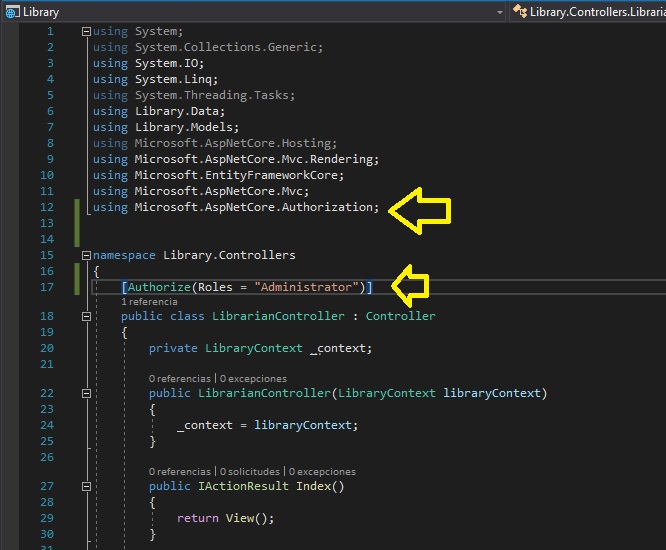 Library
Library.Controllers.Libraria
1 using System;
2 using System.Collections.Generic;
3 using System.IO;
4 using System.Linq;
5 using System.Threading.Tasks;
6 using Library.Data;
7 using Library.Models;
8 using Microsoft.AspNetCore.Hosting;
9 using Microsoft.AspNetCore.Mvc.Rendering;
10 using Microsoft.EntityFrameworkCore;
11 using Microsoft.AspNetCore.Mvc;
12 using Microsoft.AspNetCore.Authorization;
13
14
15 namespace Library.Controllers
16 {
17 [Authorize(Roles = "Administrator")]
1 referencia
18 public class LibrarianController : Controller
19 {
20 private LibraryContext _context;
21
0 referencias | 0 excepciones
22 public LibrarianController(LibraryContext libraryContext)
23 {
24 _context = libraryContext;
25 }
26
0 referencias | 0 solicitudes | 0 excepciones
27 public IActionResult Index()
28 {
29 return View();
30 }
31